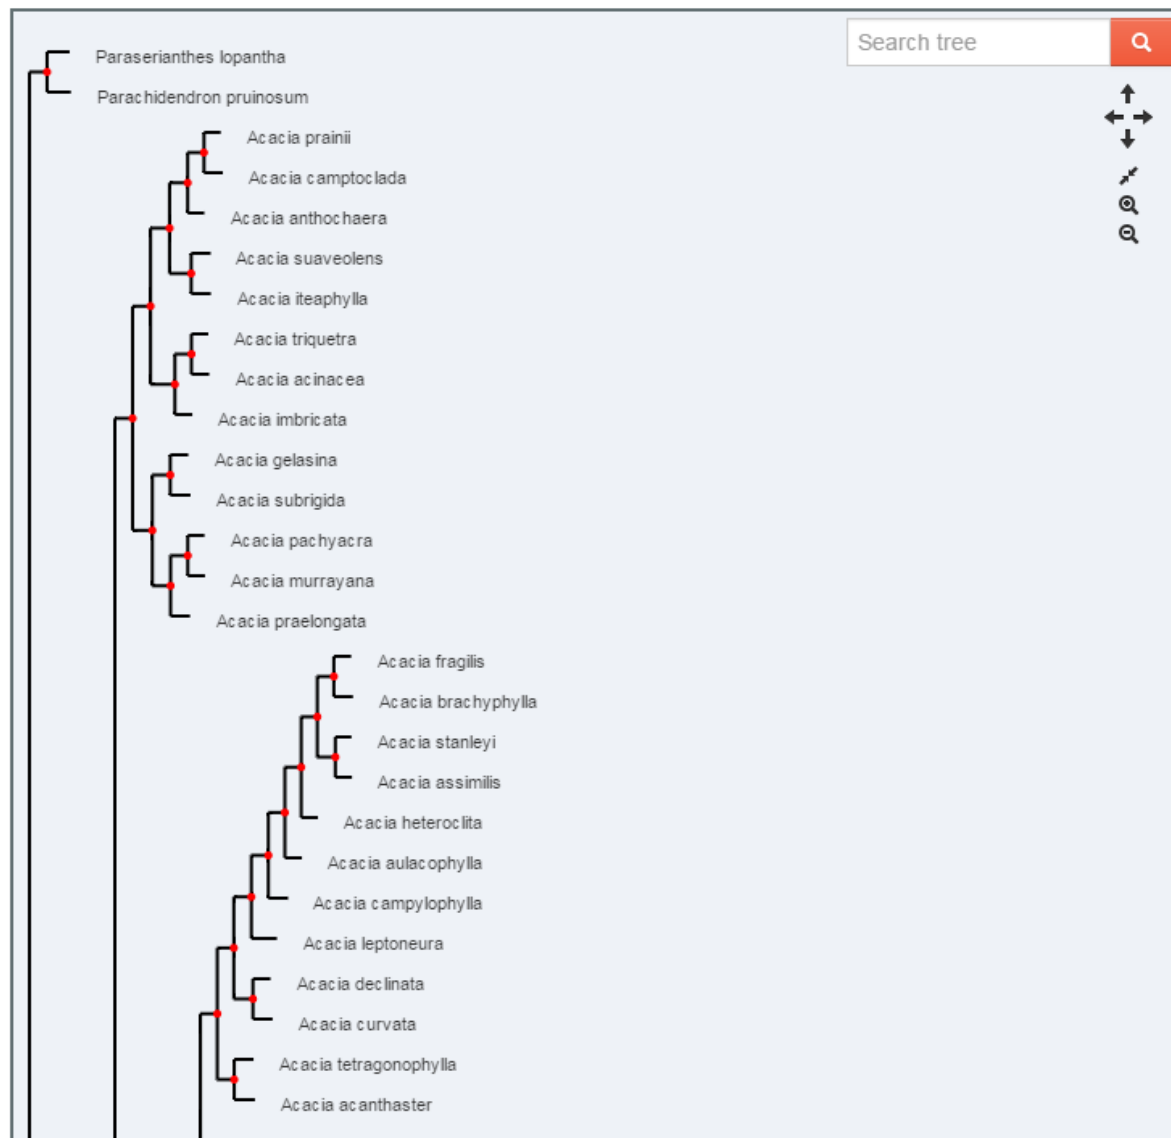 Search tree
Paraserianthes lopantha
Parachidendron pruinosum
Acacia prainii
Acacia camptoclada
Acacia anthochaera
Acacia suaveolens
Acacia iteaphylla
Acacia triquetra
Acacia acinacea
Acacia imbricata
Acacia gelasina
Acacia subrigida
Acacia pachyacra
Acacia murrayana
Acacia praelongata
Acacia fragilis
Acacia brachyphylla
Acacia stanleyi
Acacia assimilis
Acacia heteroclita
Acacia aulacophylla
Acacia campylophylla
Acacia leptoneura
Acacia declinata
Acacia curvata
Acacia tetragonophylla
Acacia acanthaster